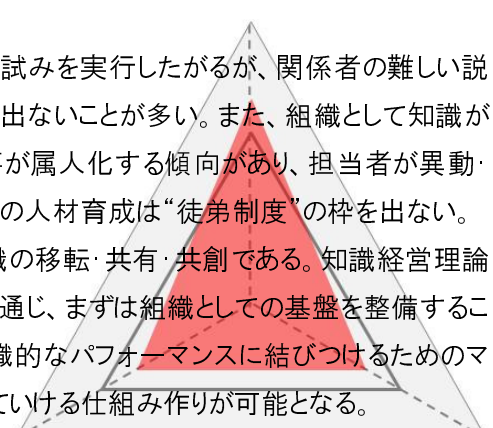 試みを実行したがるが、関係者の難しい説
出ないことが多い。また、組織として知識が
が属人化する傾向があり、担当者が異動·
の人材育成は“徒弟制度”の枠を出ない。
識の移転·共有·共創である。知識経営理論
通じ、まずは組織としての基盤を整備するこ
織的なパフォーマンスに結びつけるためのマ
ていける仕組み作りが可能となる。